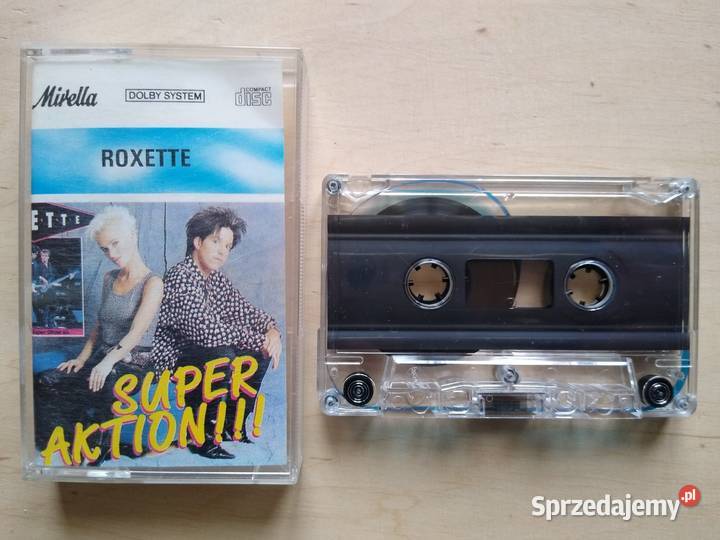 Mirella
DOLBY SYSTEM
COMPACT
disc
ROXETTE
ETTE
SUPER
AKTION!!!
Sprzedajemy.pl